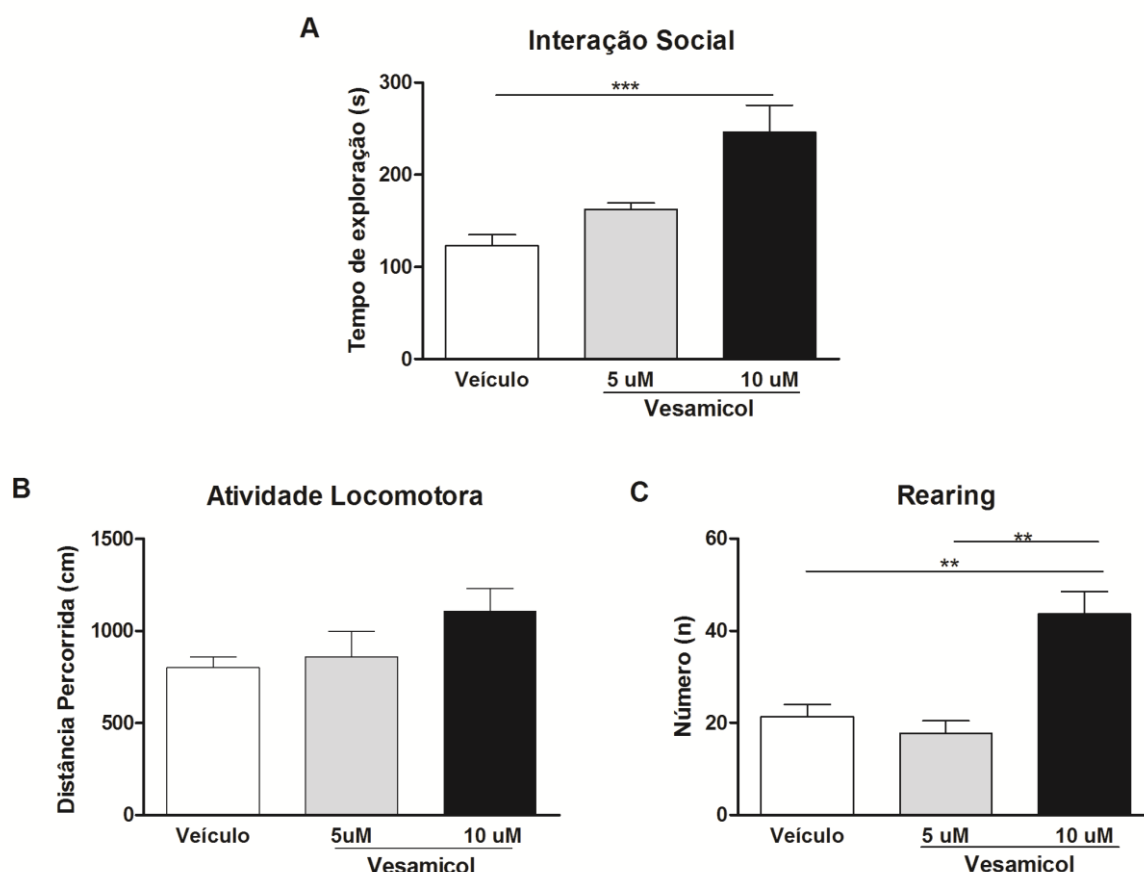 A
Interação Social
Tempo de exploração (s)
300
200
100
0
***
Veículo
5 uM
10 uM
Vesamicol
B
Atividade Locomotora
Distância Percorrida (cm)
1500
1000
500
0
Veículo
5uM
10 uM
Vesamicol
C
Rearing
Número (n)
60
40
20
0
**
**
Veículo
5 uM
10 uM
Vesamicol